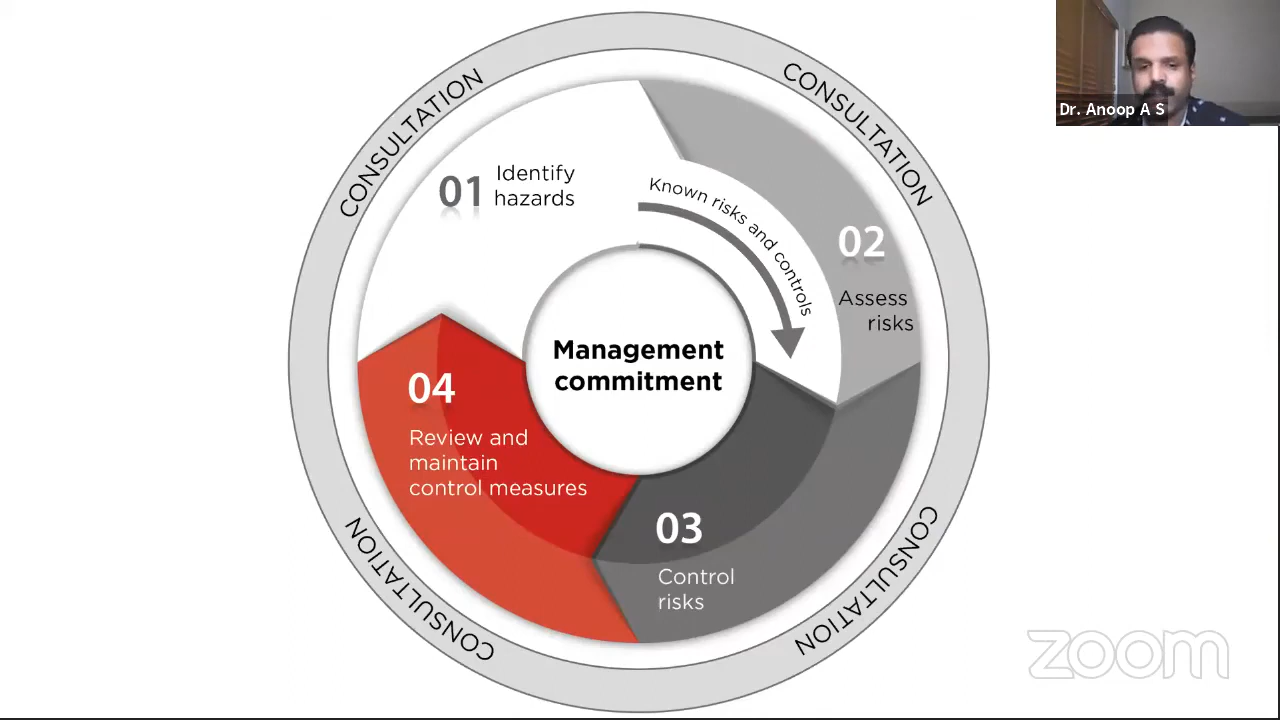 CONSULTATION
CONSULTATION
01
Identify
hazards
Known risks and controls
02
Assess
risks
Management
commitment
04
Review and
maintain
control measures
03
Control
risks
CONSULTATION
CONSULTATION
Dr. Anoop A S
zoom